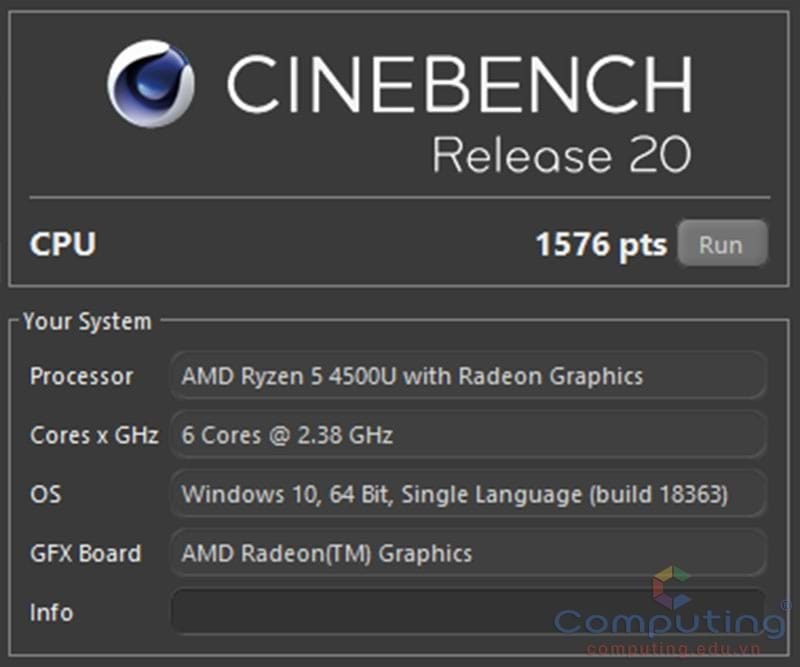 CINEBENCH
Release 20
CPU 1576 pts Run
Your System
Processor AMD Ryzen 5 4500U with Radeon Graphics
Cores x GHz 6 Cores @ 2.38 GHz
OS Windows 10, 64 Bit, Single Language (build 18363)
GFX Board AMD Radeon(TM) Graphics
Info
Computing®
computing.edu.vn